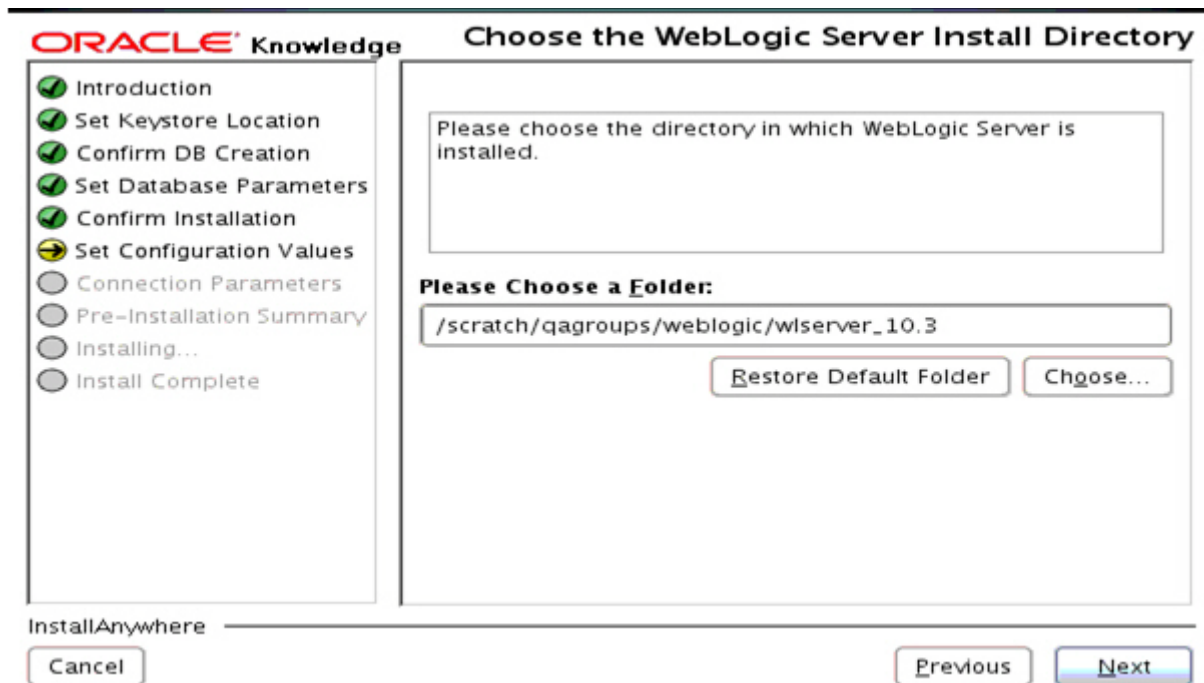 ORACLE Knowledge
Choose the WebLogic Server Install Directory
Introduction
Set Keystore Location
Confirm DB Creation
Set Database Parameters
Confirm Installation
Set Configuration Values
Connection Parameters
Pre-Installation Summary
Installing...
Install Complete
Please choose the directory in which WebLogic Server is
installed.
Please Choose a Folder:
/scratch/qagroups/weblogic/wlserver_10.3
Restore Default Folder
Choose...
InstallAnywhere
Cancel
Previous
Next